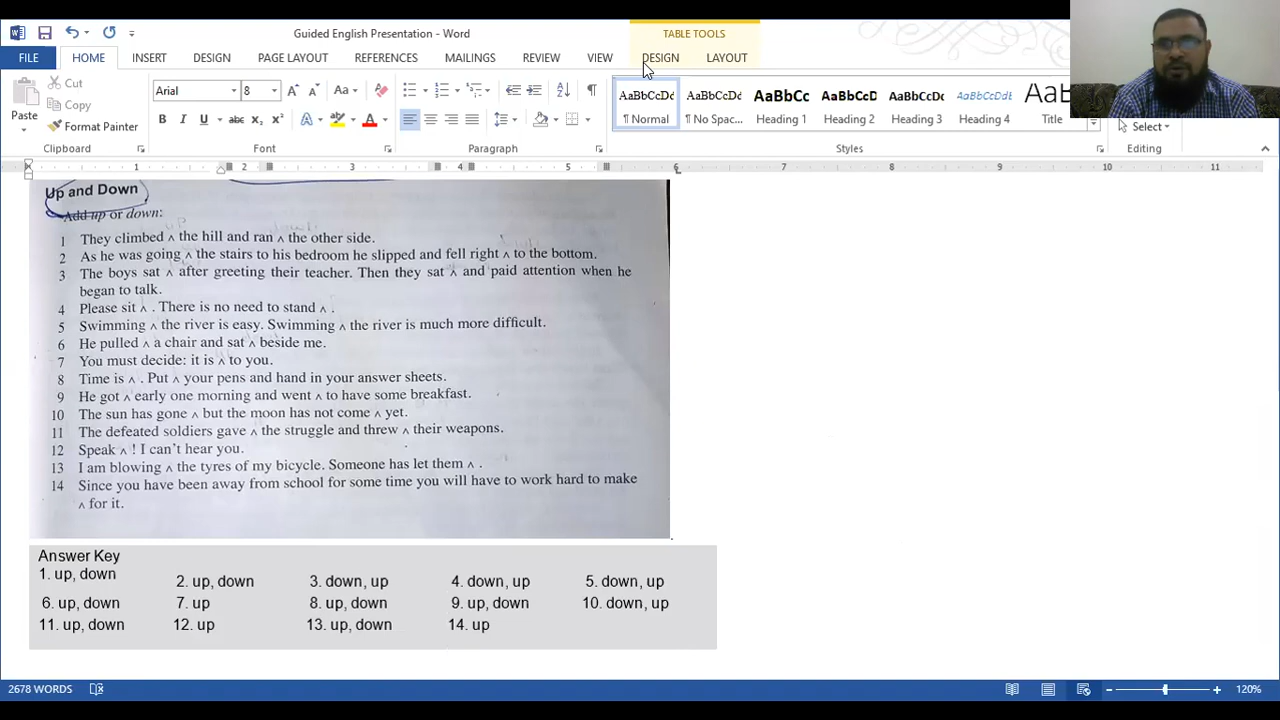 Guided English Presentation - Word
TABLE TOOLS
FILE HOME INSERT DESIGN PAGE LAYOUT REFERENCES MAILINGS REVIEW VIEW DESIGN LAYOUT
Cut
Copy
Format Painter
Paste
Clipboard
Arial 8
Font
Paragraph
AaBbCcDc AaBbCcDc AaBbCc AaBbCcD AaBbCcDc AaBbCcDdE AaB
¶ Normal ¶ No Spac... Heading 1 Heading 2 Heading 3 Heading 4 Title
Styles
Select
Editing
1 2 3 4 5 6 7 8 9 10 11
Up and Down
Add up or down:
1 They climbed ʌ the hill and ran ʌ the other side.
2 As he was going ʌ the stairs to his bedroom he slipped and fell right ʌ to the bottom.
3 The boys sat ʌ after greeting their teacher. Then they sat ʌ and paid attention when he
began to talk.
4 Please sit ʌ . There is no need to stand ʌ .
5 Swimming ʌ the river is easy. Swimming ʌ the river is much more difficult.
6 He pulled ʌ a chair and sat ʌ beside me.
7 You must decide: it is ʌ to you.
8 Time is ʌ . Put ʌ your pens and hand in your answer sheets.
9 He got ʌ early one morning and went ʌ to have some breakfast.
10 The sun has gone ʌ but the moon has not come ʌ yet.
11 The defeated soldiers gave ʌ the struggle and threw ʌ their weapons.
12 Speak ʌ ! I can't hear you.
13 I am blowing ʌ the tyres of my bicycle. Someone has let them ʌ .
14 Since you have been away from school for some time you will have to work hard to make
ʌ for it.
Answer Key
1. up, down 2. up, down 3. down, up 4. down, up 5. down, up
6. up, down 7. up 8. up, down 9. up, down 10. down, up
11. up, down 12. up 13. up, down 14. up
2678 WORDS
120%